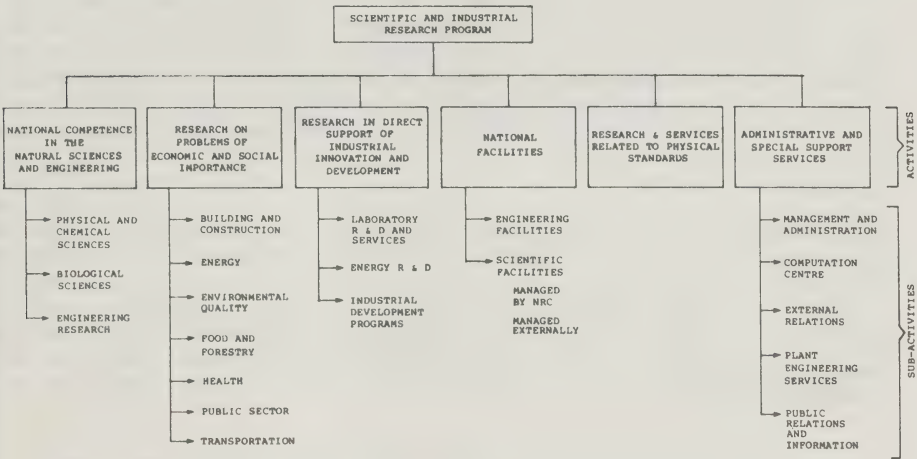 SCIENTIFIC AND INDUSTRIAL
RESEARCH PROGRAM
NATIONAL COMPETENCE
IN THE
NATURAL SCIENCES
AND ENGINEERING
RESEARCH ON
PROBLEMS OF
ECONOMIC AND SOCIAL
IMPORTANCE
RESEARCH IN DIRECT
SUPPORT OF
INDUSTRIAL
INNOVATION AND
DEVELOPMENT
NATIONAL
FACILITIES
RESEARCH & SERVICES
RELATED TO PHYSICAL
STANDARDS
ADMINISTRATIVE AND
SPECIAL SUPPORT
SERVICES
ACTIVITIES
PHYSICAL AND
CHEMICAL
SCIENCES
BIOLOGICAL
SCIENCES
ENGINEERING
RESEARCH
BUILDING AND
CONSTRUCTION
ENERGY
ENVIRONMENTAL
QUALITY
FOOD AND
FORESTRY
HEALTH
PUBLIC SECTOR
TRANSPORTATION
LABORATORY
R & D AND
SERVICES
ENERGY R & D
INDUSTRIAL
DEVELOPMENT
PROGRAMS
ENGINEERING
FACILITIES
SCIENTIFIC
FACILITIES
MANAGED
BY NRC
MANAGED
EXTERNALLY
MANAGEMENT AND
ADMINISTRATION
COMPUTATION
CENTRE
EXTERNAL
RELATIONS
PLANT
ENGINEERING
SERVICES
PUBLIC
RELATIONS
AND
INFORMATION
SUB-ACTIVITIES